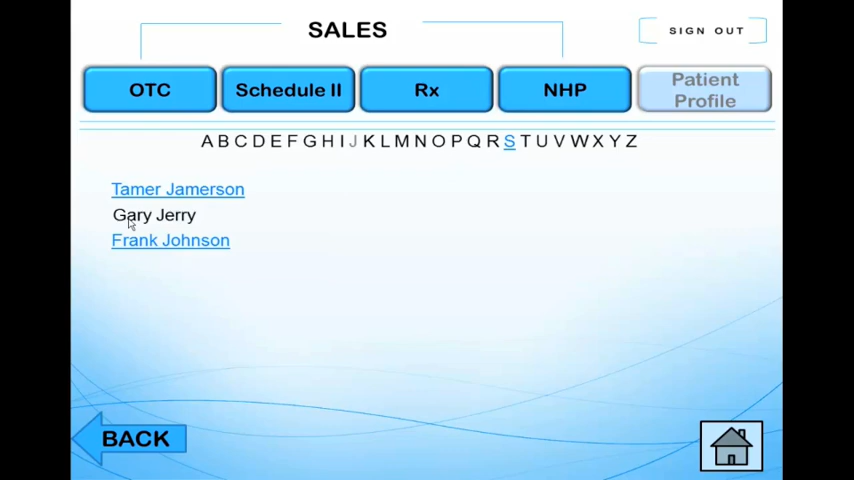 SALES
SIGN OUT
OTC
Schedule II
Rx
NHP
Patient
Profile
A B C D E F G H I J K L M N O P Q R S T U V W X Y Z
Tamer Jamerson
Gary Jerry
Frank Johnson
BACK